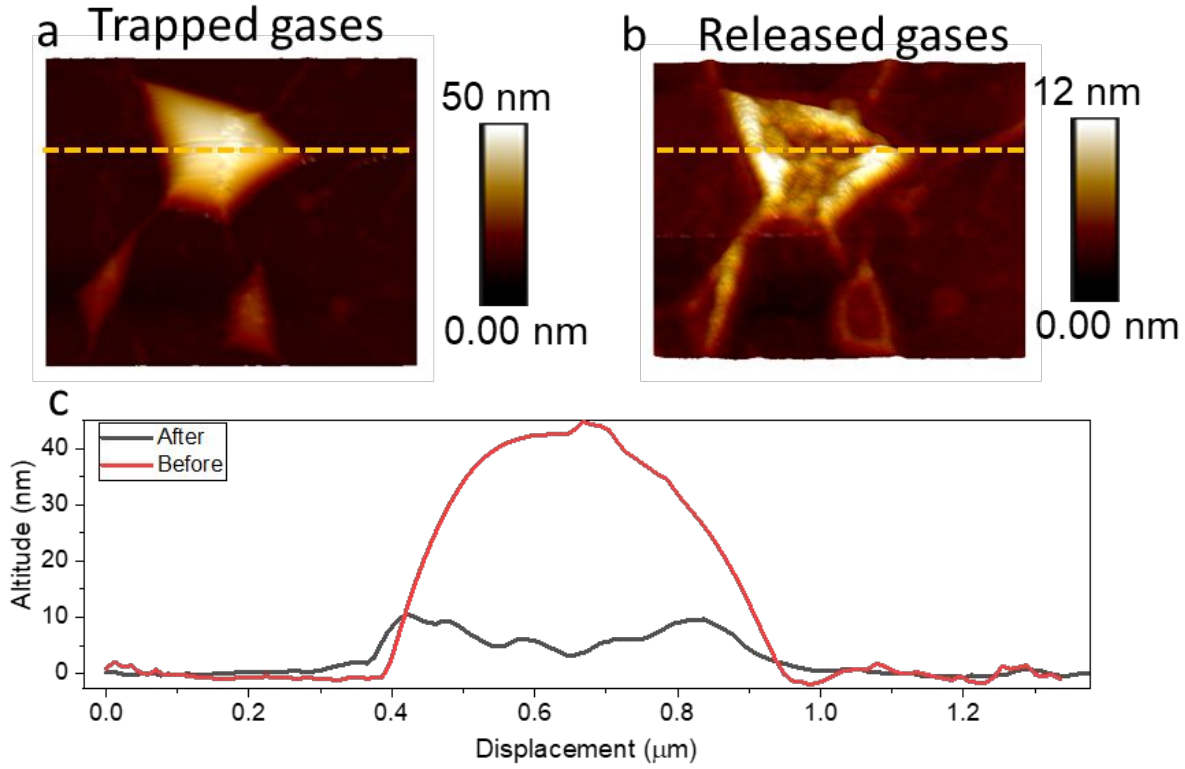 a Trapped gases
b Released gases
50 nm
0.00 nm
12 nm
0.00 nm
c
After
Before
Altitude (nm)
40
30
20
10
0
0.0 0.2 0.4 0.6 0.8 1.0 1.2
Displacement (μm)